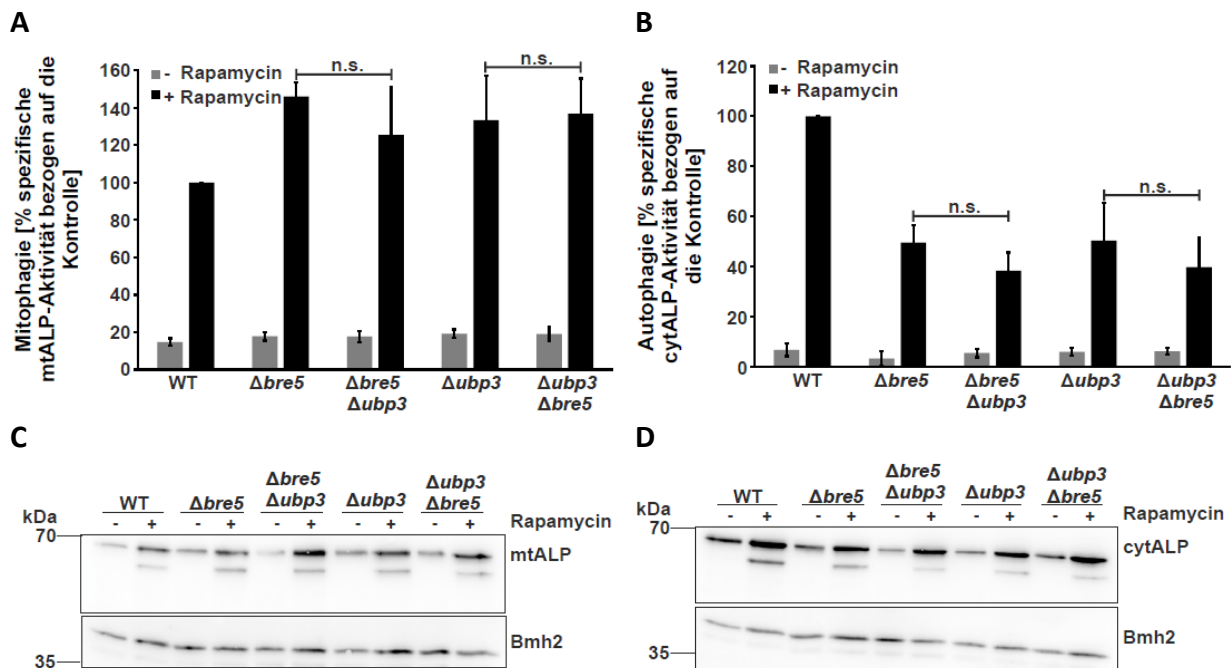 A
Mitophagie [% spezifische
mtALP-Aktivität bezogen auf die
Kontrolle]
- Rapamycin
+ Rapamycin
n.s.
n.s.
160
140
120
100
80
60
40
20
0
WT
Δbre5
Δbre5
Δubp3
Δubp3
Δubp3
Δbre5
B
Autophagie [% spezifische
cytALP-Aktivität bezogen auf
die Kontrolle]
- Rapamycin
+ Rapamycin
n.s.
n.s.
120
100
80
60
40
20
0
WT
Δbre5
Δbre5
Δubp3
Δubp3
Δubp3
Δbre5
C
kDa
WT
Δbre5
Δbre5
Δubp3
Δubp3
Δubp3
Δbre5
- + - + - + - + - + Rapamycin
70
mtALP
Bmh2
35
D
kDa
WT
Δbre5
Δbre5
Δubp3
Δubp3
Δubp3
Δbre5
- + - + - + - + - + Rapamycin
70
cytALP
Bmh2
35